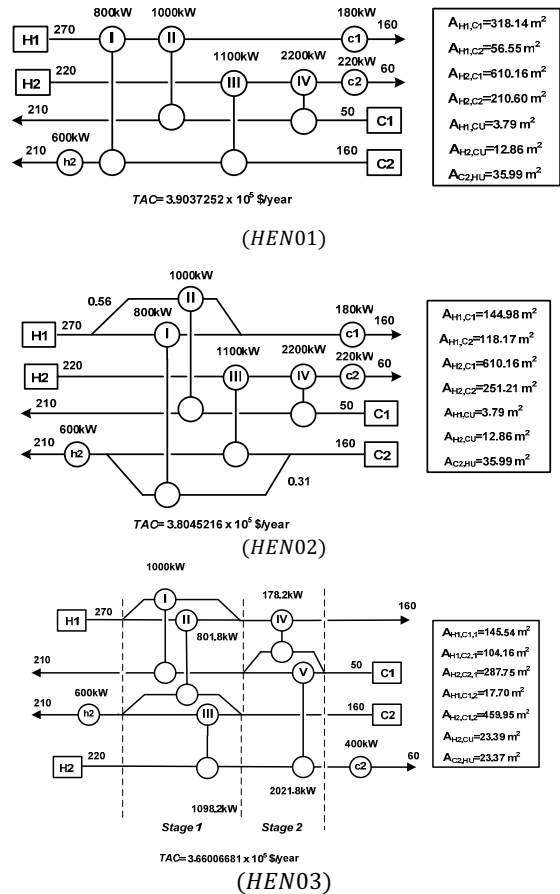 800kW 1000kW 180kW
H1 270 I II c1 160
1100kW 2200kW 220kW
H2 220 III IV c2 60
210 50 C1
600kW
210 h2 160 C2
TAC= 3.9037252 x 10⁵ $/year
A_H1,C1=318.14 m²
A_H1,C2=56.55 m²
A_H2,C1=610.16 m²
A_H2,C2=210.60 m²
A_H1,CU=3.79 m²
A_H2,CU=12.86 m²
A_C2,HU=35.99 m²
(HEN01)
1000kW
0.56 II
800kW 180kW
H1 270 I c1 160
1100kW 2200kW 220kW
H2 220 III IV c2 60
210 50 C1
600kW
210 h2 160 C2
0.31
TAC= 3.8045216 x 10⁵ $/year
A_H1,C1=144.98 m²
A_H1,C2=118.17 m²
A_H2,C1=610.16 m²
A_H2,C2=251.21 m²
A_H1,CU=3.79 m²
A_H2,CU=12.86 m²
A_C2,HU=35.99 m²
(HEN02)
1000kW 178.2kW
I
H1 270 II IV 160
801.8kW
210 V 50 C1
600kW
210 h2 III 160 C2
H2 220 400kW c2 60
1098.2kW 2021.8kW
Stage 1 Stage 2
TAC= 3.66006681 x 10⁵ $/year
A_H1,C1,1=145.54 m²
A_H1,C2,1=104.16 m²
A_H2,C2,1=287.75 m²
A_H1,C1,2=17.70 m²
A_H2,C1,2=459.95 m²
A_H2,CU=23.39 m²
A_C2,HU=23.37 m²
(HEN03)